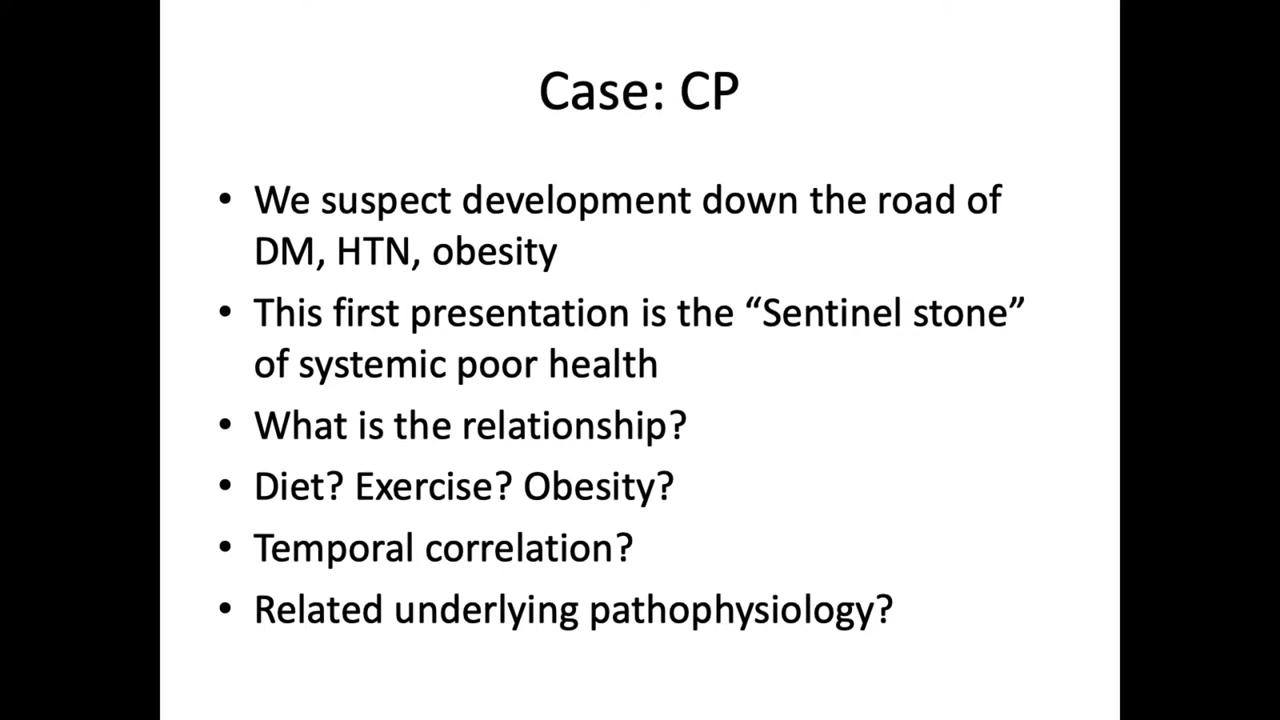 Case: CP
• We suspect development down the road of
DM, HTN, obesity
• This first presentation is the “Sentinel stone”
of systemic poor health
• What is the relationship?
• Diet? Exercise? Obesity?
• Temporal correlation?
• Related underlying pathophysiology?